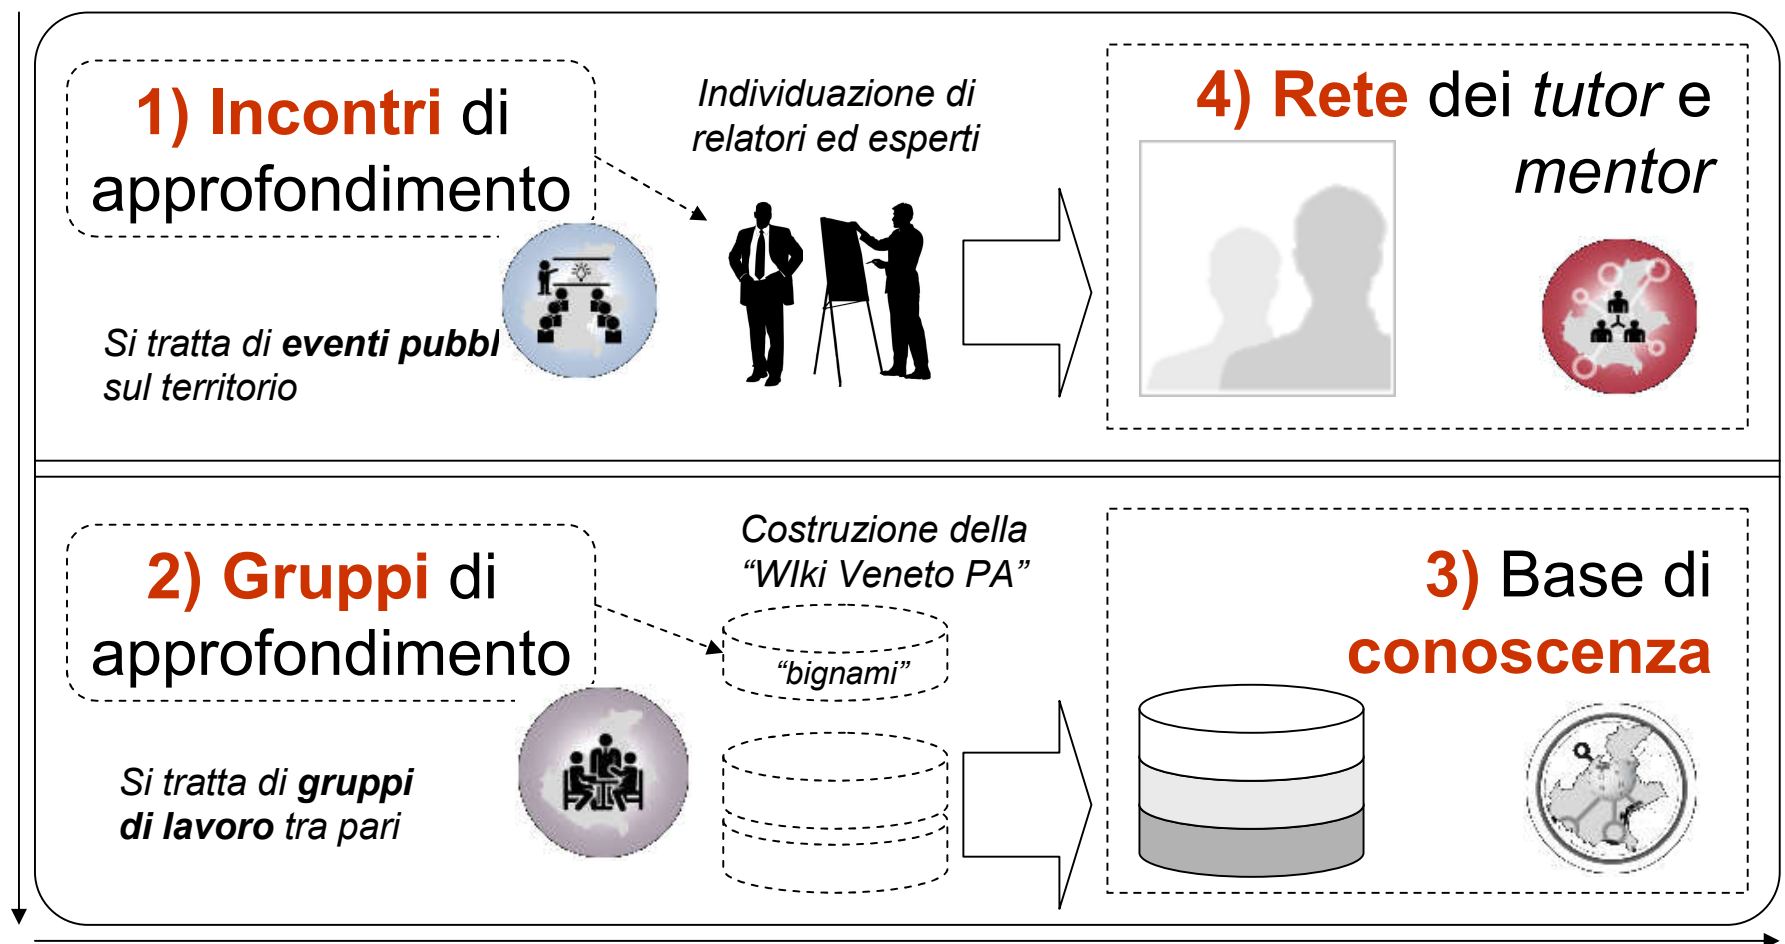 1) Incontri di
approfondimento
Si tratta di eventi pubbl
sul territorio
Individuazione di
relatori ed esperti
4) Rete dei tutor e
mentor
2) Gruppi di
approfondimento
Si tratta di gruppi
di lavoro tra pari
Costruzione della
“WIki Veneto PA”
“bignami”
3) Base di
conoscenza